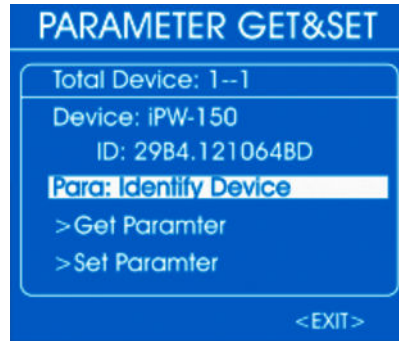 PARAMETER GET&SET
Total Device: 1--1
Device: iPW-150
ID: 29B4.121064BD
Para: Identify Device
>Get Paramter
>Set Paramter
<EXIT>